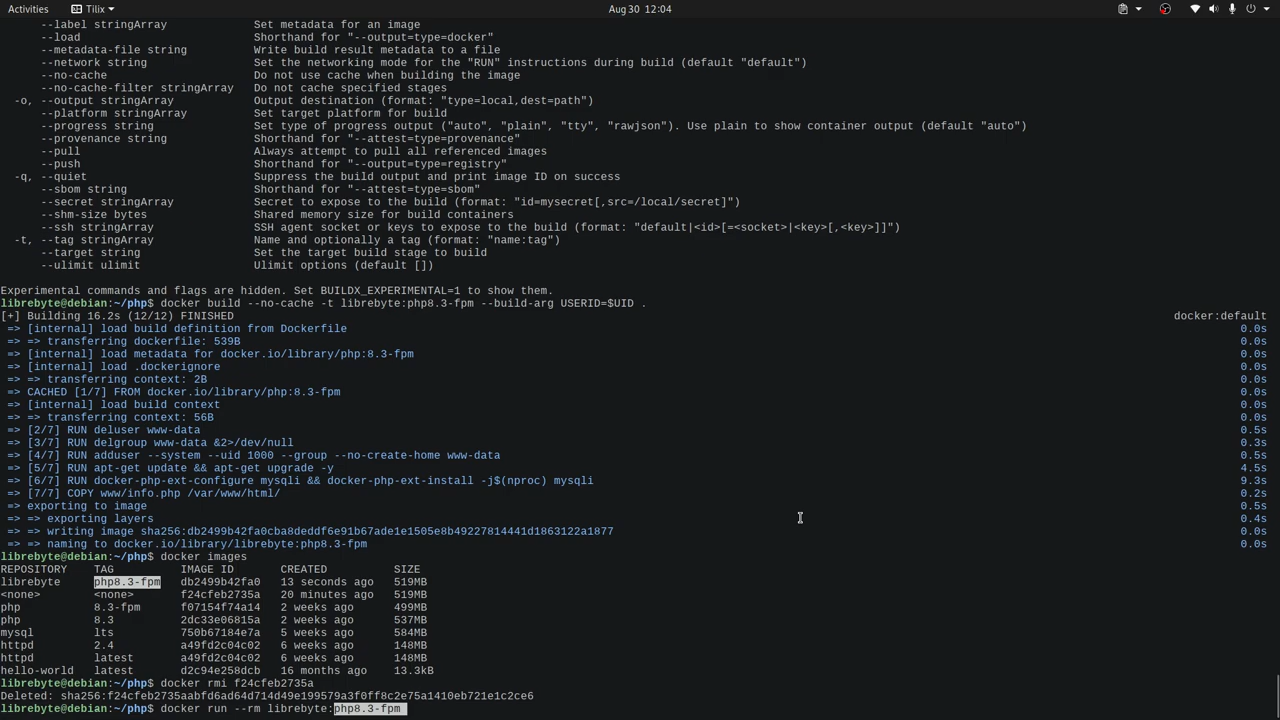 Activities Tilix Aug 30 12:04
--label stringArray Set metadata for an image
--load Shorthand for "--output=type=docker"
--metadata-file string Write build result metadata to a file
--network string Set the networking mode for the "RUN" instructions during build (default "default")
--no-cache Do not use cache when building the image
--no-cache-filter stringArray Do not cache specified stages
-o, --output stringArray Output destination (format: "type=local,dest=path")
--platform stringArray Set target platform for build
--progress string Set type of progress output ("auto", "plain", "tty", "rawjson"). Use plain to show container output (default "auto")
--provenance string Shorthand for "--attest=type=provenance"
--pull Always attempt to pull all referenced images
--push Shorthand for "--output=type=registry"
-q, --quiet Suppress the build output and print image ID on success
--sbom string Shorthand for "--attest=type=sbom"
--secret stringArray Secret to expose to the build (format: "id=mysecret[,src=/local/secret]")
--shm-size bytes Shared memory size for build containers
--ssh stringArray SSH agent socket or keys to expose to the build (format: "default|<id>[=<socket>|<key>[,<key>]]")
-t, --tag stringArray Name and optionally a tag (format: "name:tag")
--target string Set the target build stage to build
--ulimit ulimit Ulimit options (default [])
Experimental commands and flags are hidden. Set BUILDX_EXPERIMENTAL=1 to show them.
librebyte@debian:~/php$ docker build --no-cache -t librebyte:php8.3-fpm --build-arg USERID=$UID .
[+] Building 16.2s (12/12) FINISHED docker:default
=> [internal] load build definition from Dockerfile 0.0s
=> => transferring dockerfile: 539B 0.0s
=> [internal] load metadata for docker.io/library/php:8.3-fpm 0.0s
=> [internal] load .dockerignore 0.0s
=> => transferring context: 2B 0.0s
=> CACHED [1/7] FROM docker.io/library/php:8.3-fpm 0.0s
=> [internal] load build context 0.0s
=> => transferring context: 56B 0.0s
=> [2/7] RUN deluser www-data 0.5s
=> [3/7] RUN delgroup www-data &2>/dev/null 0.3s
=> [4/7] RUN adduser --system --uid 1000 --group --no-create-home www-data 0.5s
=> [5/7] RUN apt-get update && apt-get upgrade -y 4.5s
=> [6/7] RUN docker-php-ext-configure mysqli && docker-php-ext-install -j$(nproc) mysqli 9.3s
=> [7/7] COPY www/info.php /var/www/html/ 0.2s
=> exporting to image 0.5s
=> => exporting layers 0.4s
=> => writing image sha256:db2499b42fa0cba8deddf6e91b67ade1e1505e8b49227814441d1863122a1877 0.0s
=> => naming to docker.io/library/librebyte:php8.3-fpm 0.0s
librebyte@debian:~/php$ docker images
REPOSITORY TAG IMAGE ID CREATED SIZE
librebyte php8.3-fpm db2499b42fa0 13 seconds ago 519MB
<none> <none> f24cfeb2735a 20 minutes ago 519MB
php 8.3-fpm f07154f74a14 2 weeks ago 499MB
php 8.3 2dc33e06815a 2 weeks ago 537MB
mysql lts 750b67184e7a 5 weeks ago 584MB
httpd 2.4 a49fd2c04c02 6 weeks ago 148MB
httpd latest a49fd2c04c02 6 weeks ago 148MB
hello-world latest d2c94e258dcb 16 months ago 13.3kB
librebyte@debian:~/php$ docker rmi f24cfeb2735a
Deleted: sha256:f24cfeb2735aabfd6ad64d714d49e199579a3f0ff8c2e75a1410eb721e1c2ce6
librebyte@debian:~/php$ docker run --rm librebyte:php8.3-fpm